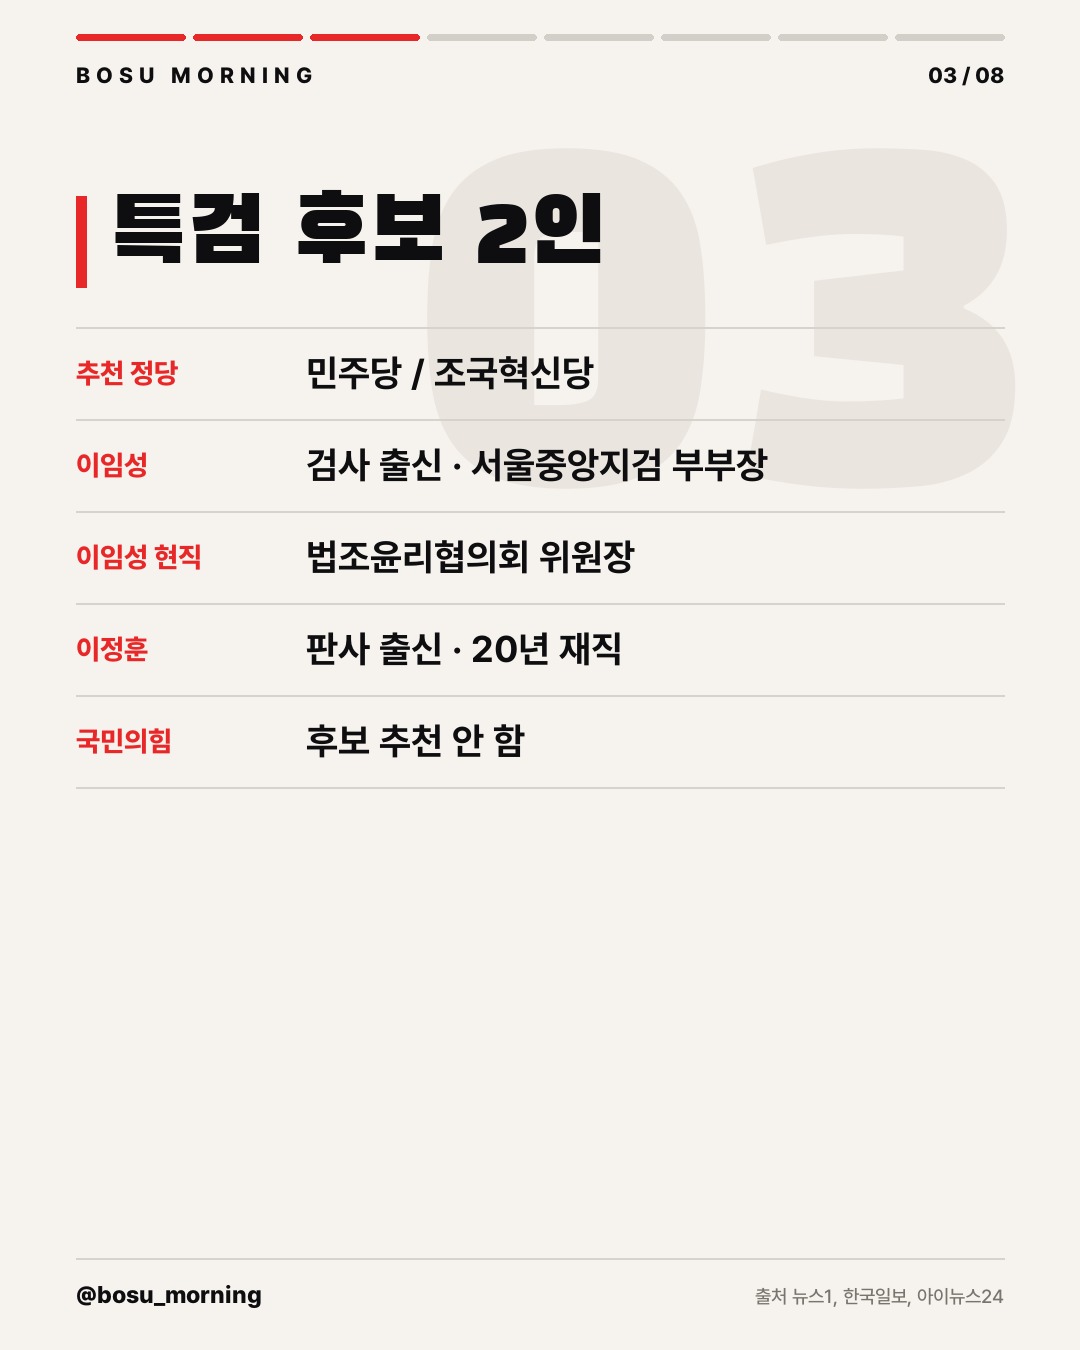 BOSU MORNING
03 / 08
03
특검 후보 2인
추천 정당 민주당 / 조국혁신당
이임성 검사 출신 · 서울중앙지검 부부장
이임성 현직 법조윤리협의회 위원장
이정훈 판사 출신 · 20년 재직
국민의힘 후보 추천 안 함
@bosu_morning
출처 뉴스1, 한국일보, 아이뉴스24